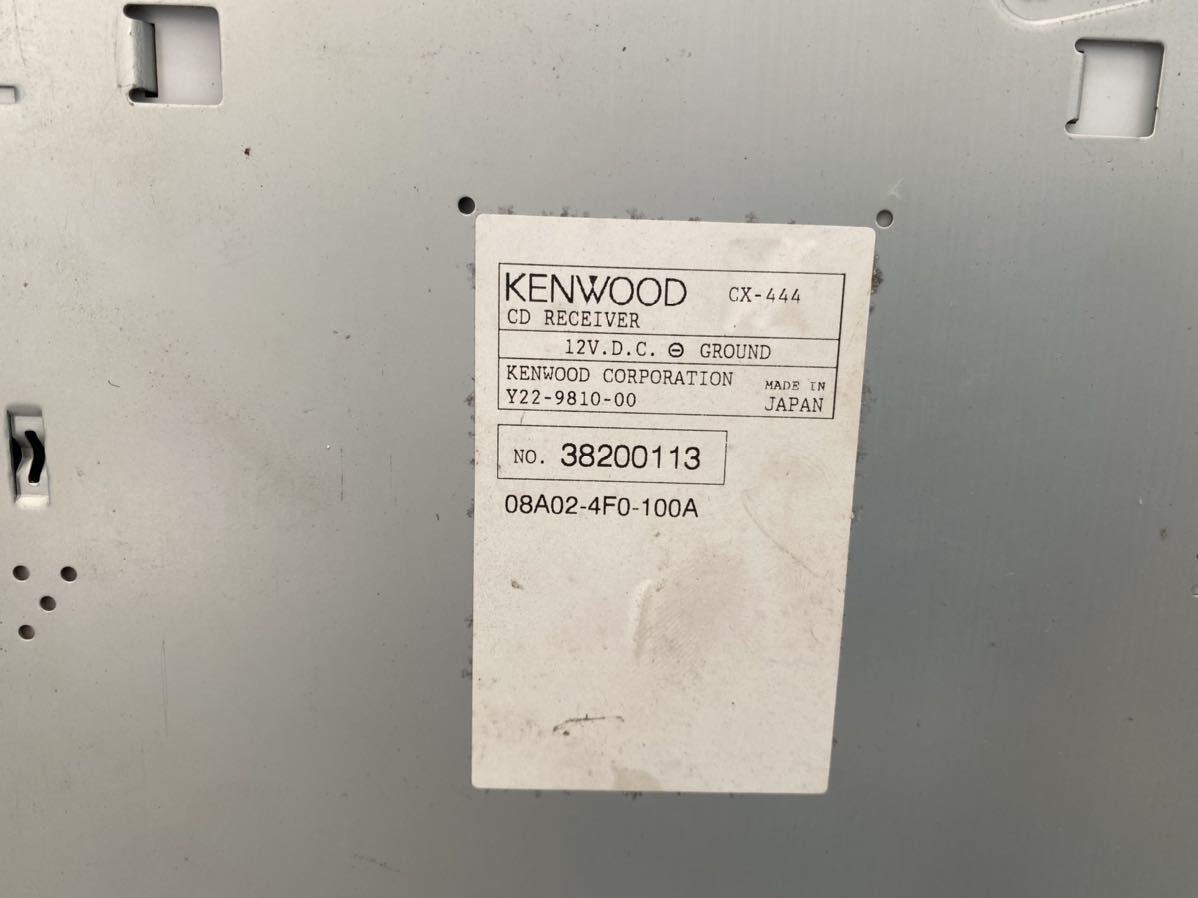 KENWOOD CX-444
CD RECEIVER
12V.D.C. ⊖ GROUND
KENWOOD CORPORATION MADE IN
Y22-9810-00 JAPAN
NO. 38200113
08A02-4F0-100A